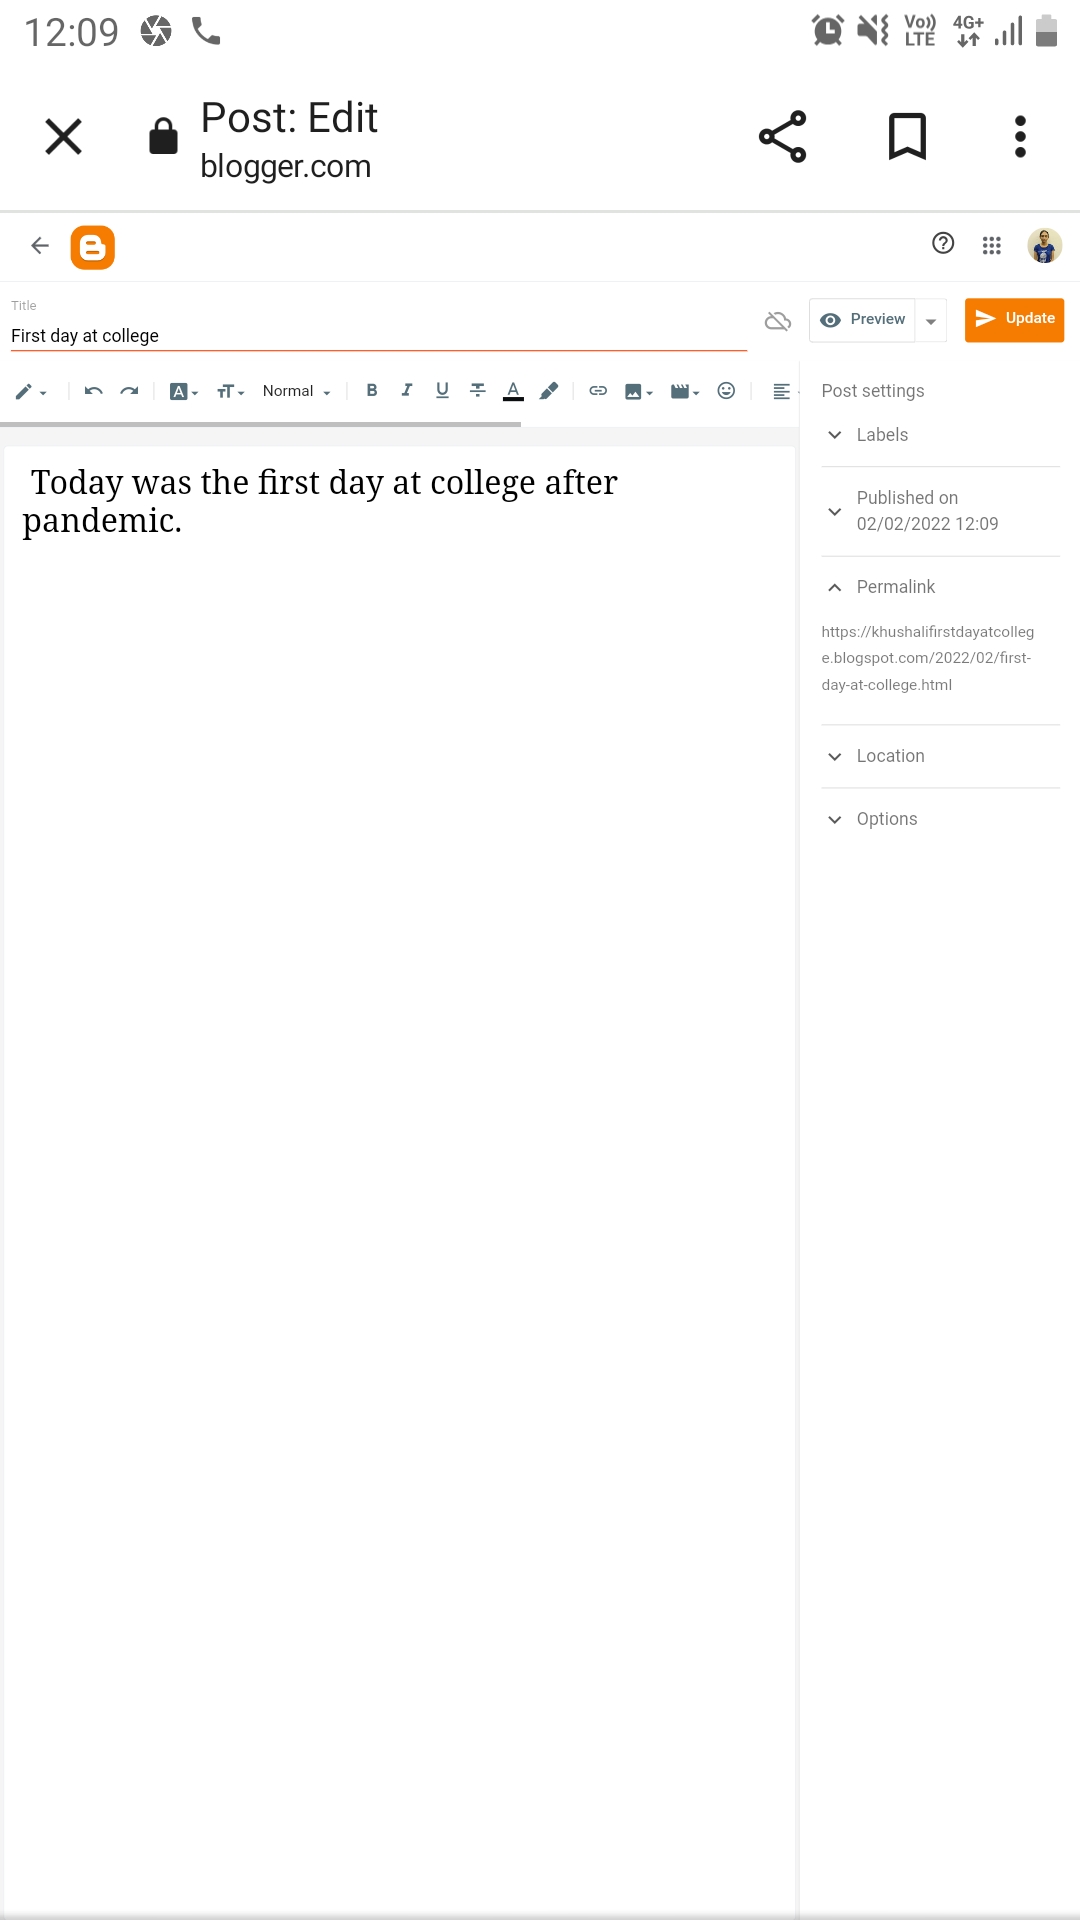 12:09
Vo)) LTE
4G+
Post: Edit
blogger.com
Title
First day at college
Preview
Update
Normal
B
I
U
A
Post settings
Labels
Published on
02/02/2022 12:09
Permalink
https://khushalifirstdayatcolleg
e.blogspot.com/2022/02/first-
day-at-college.html
Location
Options
Today was the first day at college after
pandemic.